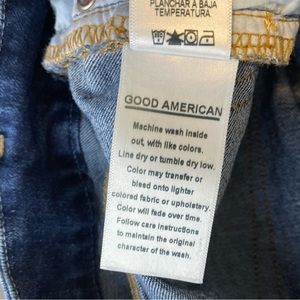 PLANCHAR A BAJA
TEMPERATURA.
GOOD AMERICAN
Machine wash inside
out, with like colors.
Line dry or tumble dry low.
Color may transfer or
bleed onto lighter
colored fabric or upholstery
Color will fade over time.
Follow care instructions
to maintain the original
character of the wash.